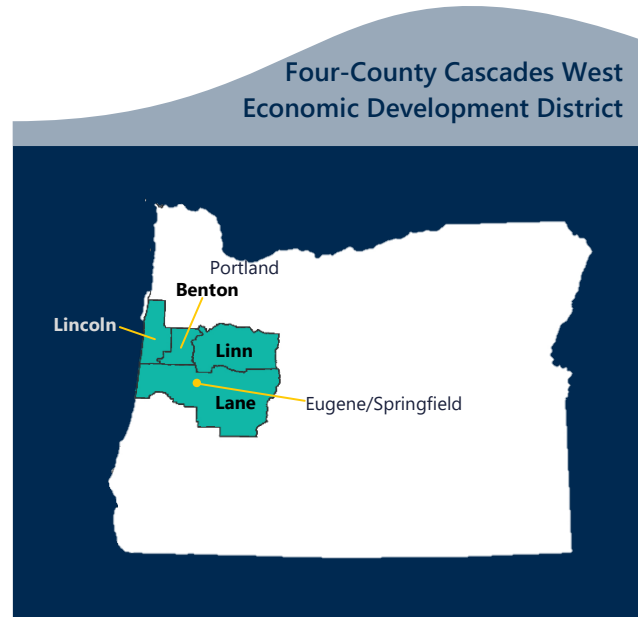 Four-County Cascades West
Economic Development District
Portland
Benton
Lincoln
Linn
Lane
Eugene/Springfield